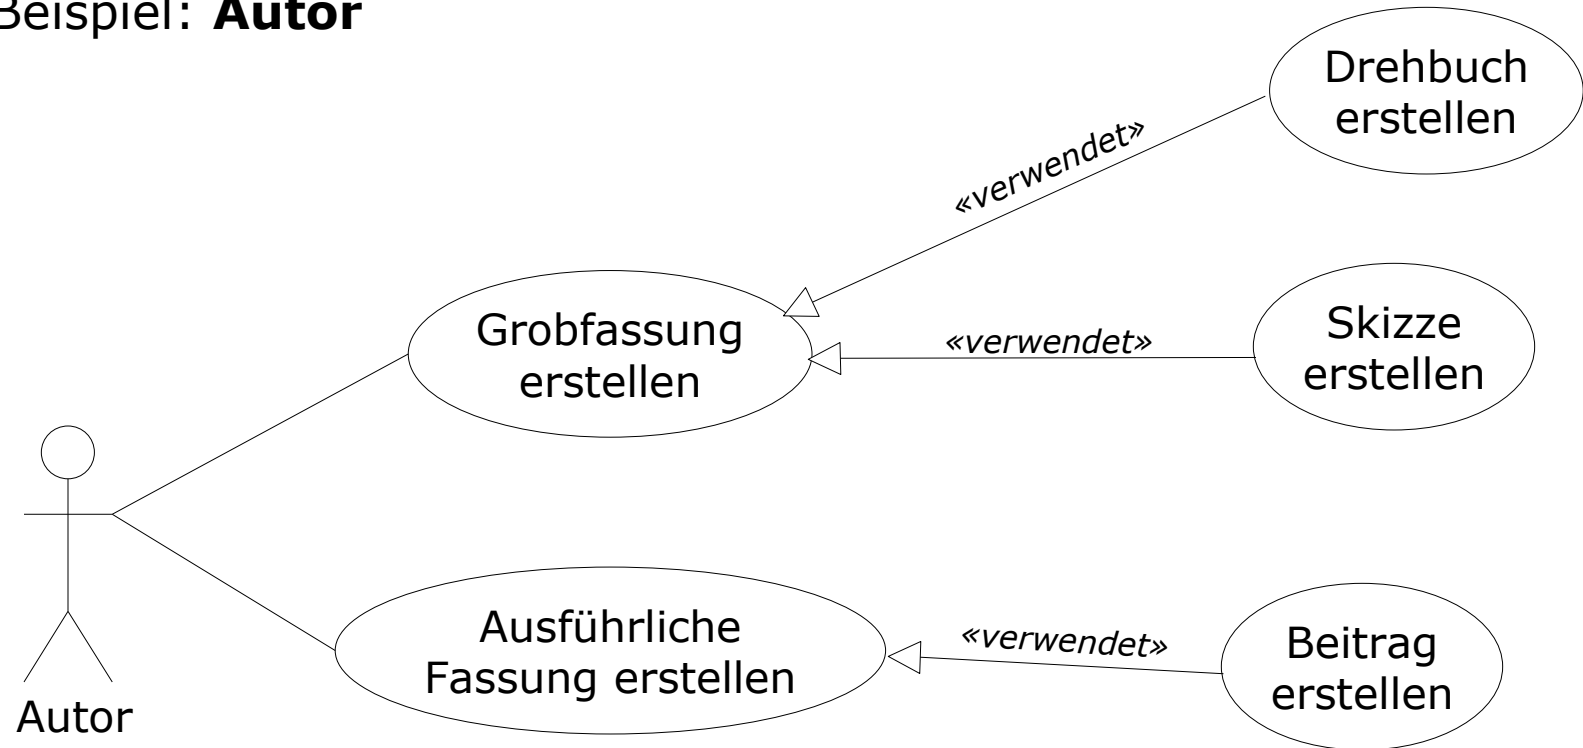 Beispiel: Autor
Drehbuch
erstellen
«verwendet»
Grobfassung
erstellen
«verwendet»
Skizze
erstellen
Ausführliche
Fassung erstellen
«verwendet»
Beitrag
erstellen
Autor